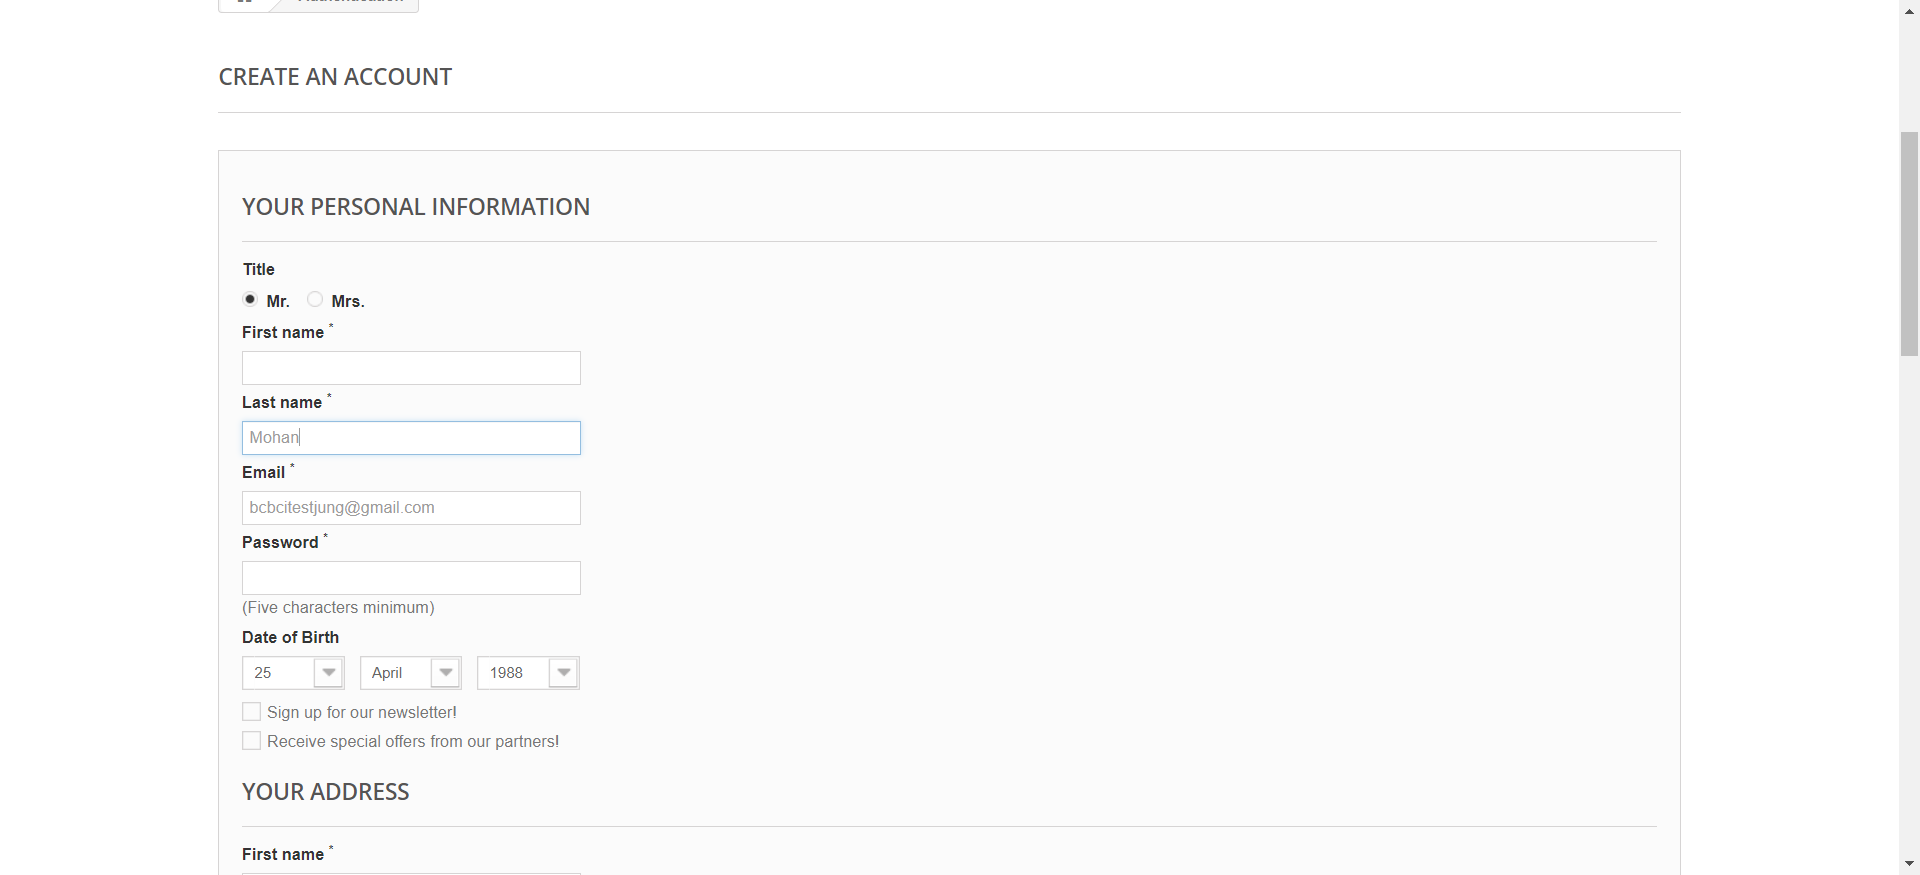 CREATE AN ACCOUNT
YOUR PERSONAL INFORMATION
Title
Mr. Mrs.
First name *
Last name *
Mohan
Email *
bcbcitestjung@gmail.com
Password *
(Five characters minimum)
Date of Birth
25 April 1988
Sign up for our newsletter!
Receive special offers from our partners!
YOUR ADDRESS
First name *